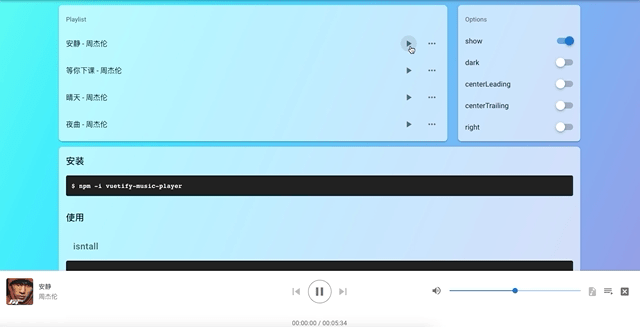 Playlist
安静 - 周杰伦
等你下课 - 周杰伦
晴天 - 周杰伦
夜曲 - 周杰伦
Options
show
dark
centerLeading
centerTrailing
right
安装
$ npm -i vuetify-music-player
使用
isntall
安静
周杰伦
00:00:00 / 00:05:34